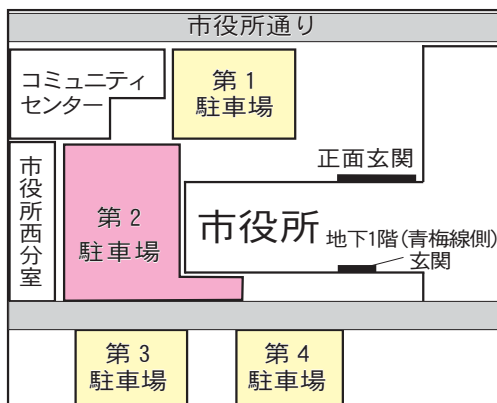 市役所通り
コミュニティ
センター
第1
駐車場
正面玄関
市役所西分室
第2
駐車場
市役所
地下1階(青梅線側)
玄関
第3
駐車場
第4
駐車場